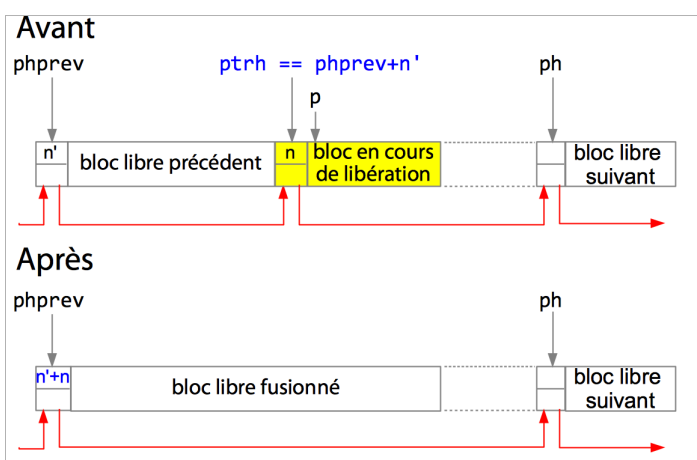 Avant
phprev
ptrh == phprev+n'
ph
p
n'
bloc libre précédent
n
bloc en cours
de libération
bloc libre
suivant
Après
phprev
ph
n'+n
bloc libre fusionné
bloc libre
suivant